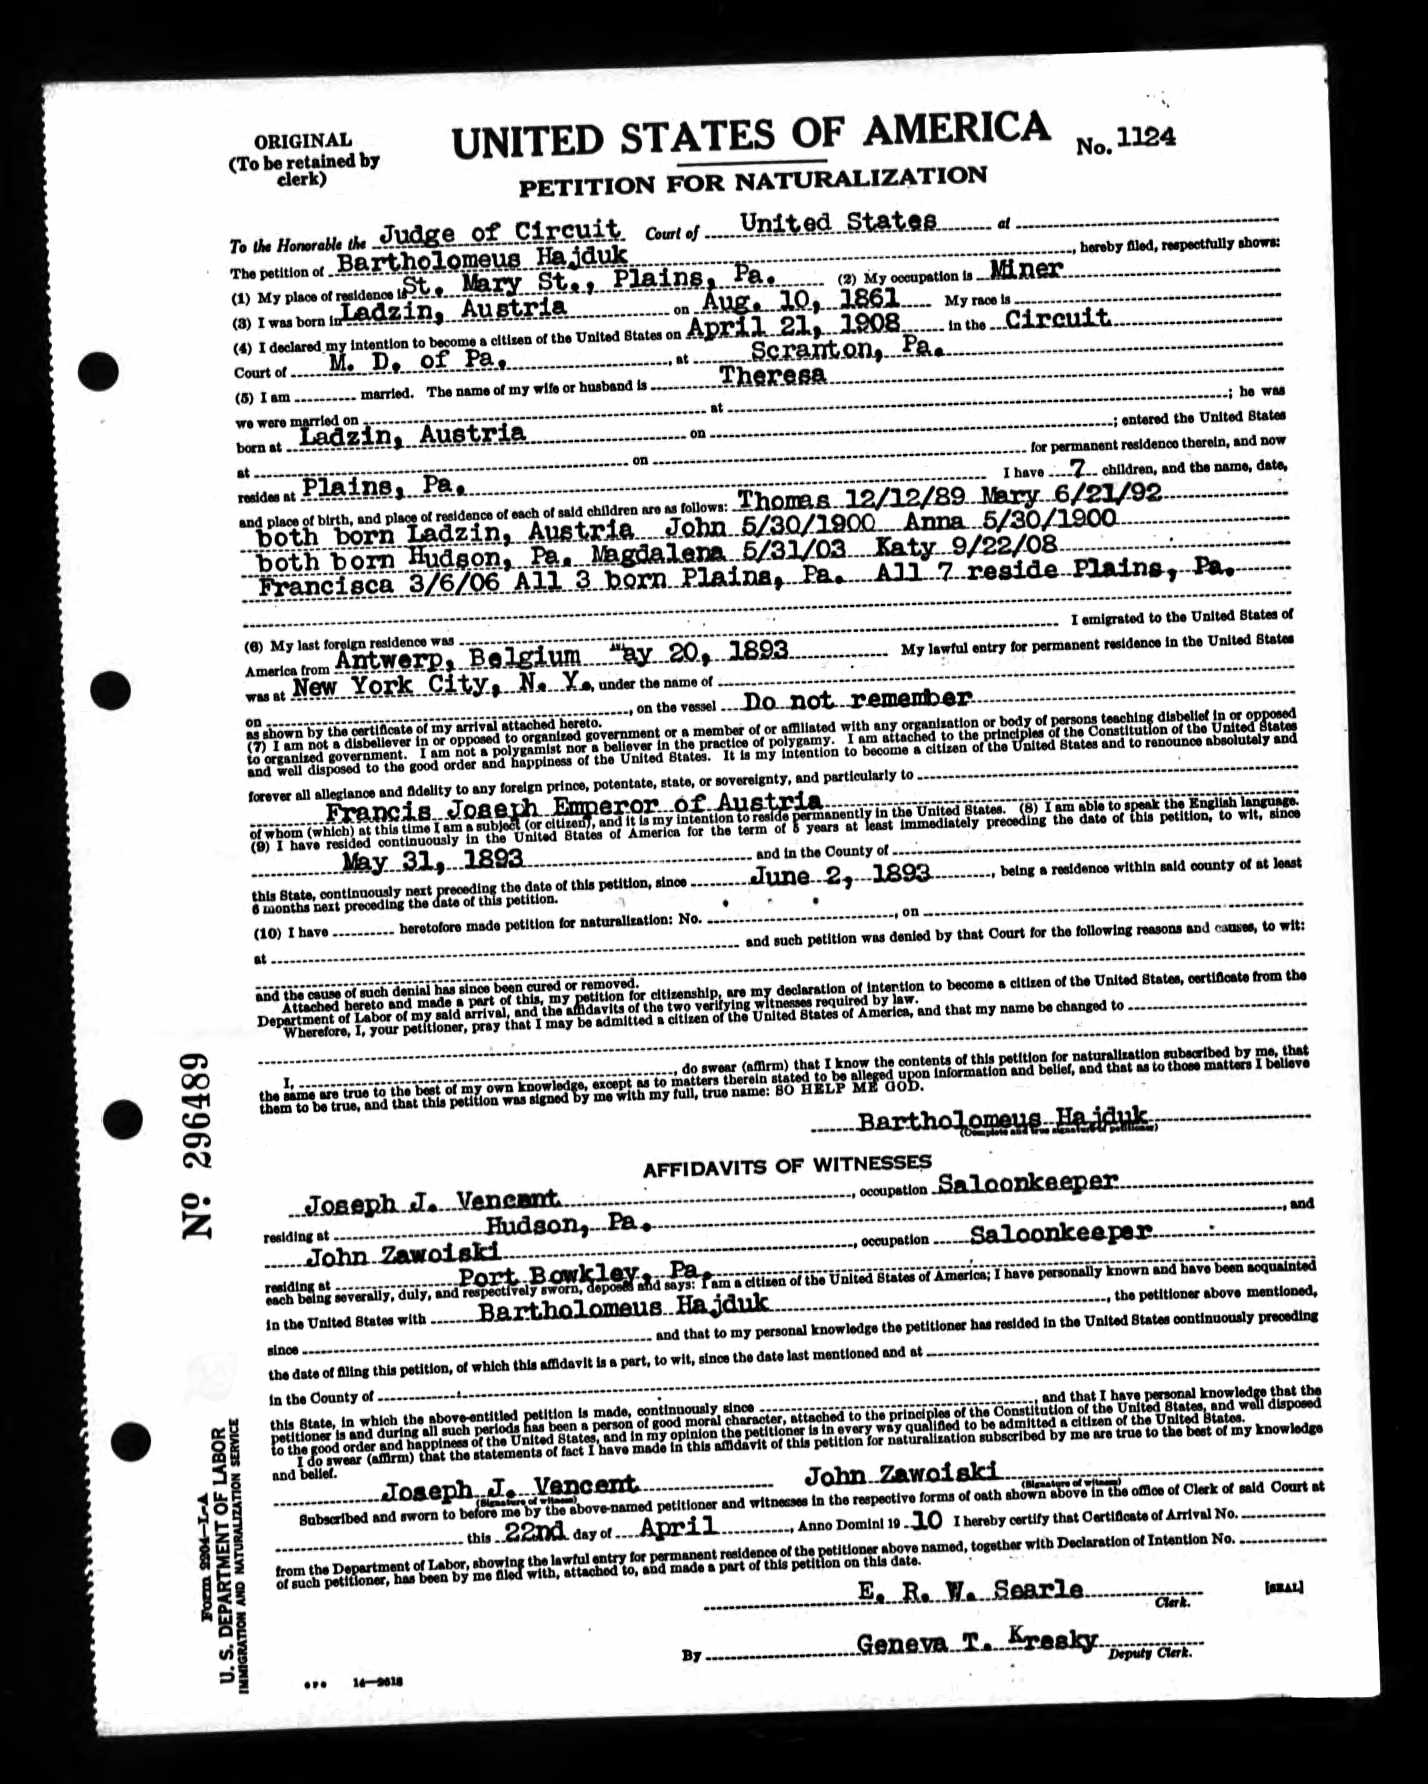 ORIGINAL
(To be retained by
clerk)
UNITED STATES OF AMERICA
No. 1124
PETITION FOR NATURALIZATION
To the Honorable the Judge of Circuit Court of United States at
The petition of Bartholomeus Hajduk, hereby filed, respectfully shows:
(1) My place of residence is St. Mary St., Plains, Pa. (2) My occupation is Miner
(3) I was born in Ladzin, Austria on Aug. 10, 1861 My race is
(4) I declared my intention to become a citizen of the United States on April 21, 1908 in the Circuit
Court of M. D. of Pa., at Scranton, Pa.
(5) I am married. The name of my wife or husband is Theresa
we were married on at ; he was
born at Ladzin, Austria on ; entered the United States
at on for permanent residence therein, and now
resides at Plains, Pa. I have 7 children, and the name, date,
and place of birth, and place of residence of each of said children are as follows: Thomas 12/12/89 Mary 6/21/92
both born Ladzin, Austria John 5/30/1900 Anna 5/30/1900
both born Hudson, Pa. Magdalena 5/31/03 Katy 9/22/08
Francisca 3/6/06 All 3 born Plains, Pa. All 7 reside Plains, Pa.
(6) My last foreign residence was I emigrated to the United States of
America from Antwerp, Belgium May 20, 1893 My lawful entry for permanent residence in the United States
was at New York City, N. Y., under the name of
on , on the vessel Do not remember
as shown by the certificate of my arrival attached hereto.
(7) I am not a disbeliever in or opposed to organized government or a member of or affiliated with any organization or body of persons teaching disbelief in or opposed
to organized government. I am not a polygamist nor a believer in the practice of polygamy. I am attached to the principles of the Constitution of the United States
and well disposed to the good order and happiness of the United States. It is my intention to become a citizen of the United States and to renounce absolutely and
forever all allegiance and fidelity to any foreign prince, potentate, state, or sovereignty, and particularly to
Francis Joseph Emperor of Austria
of whom (which) at this time I am a subject (or citizen), and it is my intention to reside permanently in the United States. (8) I am able to speak the English language.
(9) I have resided continuously in the United States of America for the term of 5 years at least immediately preceding the date of this petition, to wit, since
May 31, 1893 and in the County of
this State, continuously next preceding the date of this petition, since June 2, 1893, being a residence within said county of at least
6 months next preceding the date of this petition.
(10) I have heretofore made petition for naturalization: No. , on
at and such petition was denied by that Court for the following reasons and causes, to wit:
and the cause of such denial has since been cured or removed.
Attached hereto and made a part of this, my petition for citizenship, are my declaration of intention to become a citizen of the United States, certificate from the
Department of Labor of my said arrival, and the affidavits of the two verifying witnesses required by law.
Wherefore, I, your petitioner, pray that I may be admitted a citizen of the United States of America, and that my name be changed to
I, , do swear (affirm) that I know the contents of this petition for naturalization subscribed by me, that
the same are true to the best of my own knowledge, except as to matters therein stated to be alleged upon information and belief, and that as to those matters I believe
them to be true, and that this petition was signed by me with my full, true name: SO HELP ME GOD.
Bartholomeus Hajduk
(Complete and true signature of petitioner)
AFFIDAVITS OF WITNESSES
Joseph J. Vencent, occupation Saloonkeeper
residing at Hudson, Pa., and
John Zawoiski, occupation Saloonkeeper
residing at Port Bowkley, Pa.
each being severally, duly, and respectively sworn, deposes and says: I am a citizen of the United States of America; I have personally known and have been acquainted
in the United States with Bartholomeus Hajduk, the petitioner above mentioned,
since and that to my personal knowledge the petitioner has resided in the United States continuously preceding
the date of filing this petition, of which this affidavit is a part, to wit, since the date last mentioned and at
in the County of
this State, in which the above-entitled petition is made, continuously since , and that I have personal knowledge that the
petitioner is and during all such periods has been a person of good moral character, attached to the principles of the Constitution of the United States, and well disposed
to the good order and happiness of the United States, and in my opinion the petitioner is in every way qualified to be admitted a citizen of the United States.
I do swear (affirm) that the statements of fact I have made in this affidavit of this petition for naturalization subscribed by me are true to the best of my knowledge
and belief.
Joseph J. Vencent John Zawoiski
(Signature of witness) (Signature of witness)
Subscribed and sworn to before me by the above-named petitioner and witnesses in the respective forms of oath shown above in the office of Clerk of said Court at
this 22nd day of April, Anno Domini 1910 I hereby certify that Certificate of Arrival No.
from the Department of Labor, showing the lawful entry for permanent residence of the petitioner above named, together with Declaration of Intention No.
of such petitioner, has been by me filed with, attached to, and made a part of this petition on this date.
E. R. W. Searle
Clerk.
[SEAL]
By Geneva T. Kresky
Deputy Clerk.
No. 296489
Form 2204-L-A
U. S. DEPARTMENT OF LABOR
IMMIGRATION AND NATURALIZATION SERVICE
14—2618